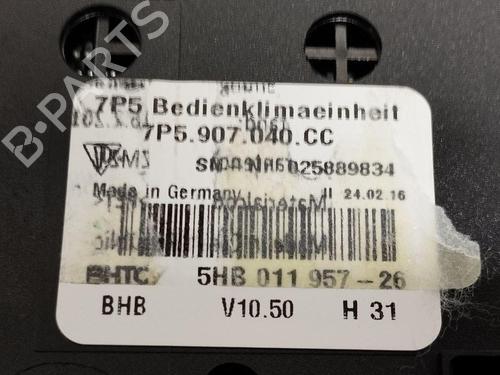 B-PARTS
7P5 Bedienklimaeinheit
7P5.907.040.CC
025889834
Made in Germany 24.02.16
BHTC 5HB 011 957-26
BHB V10.50 H 31